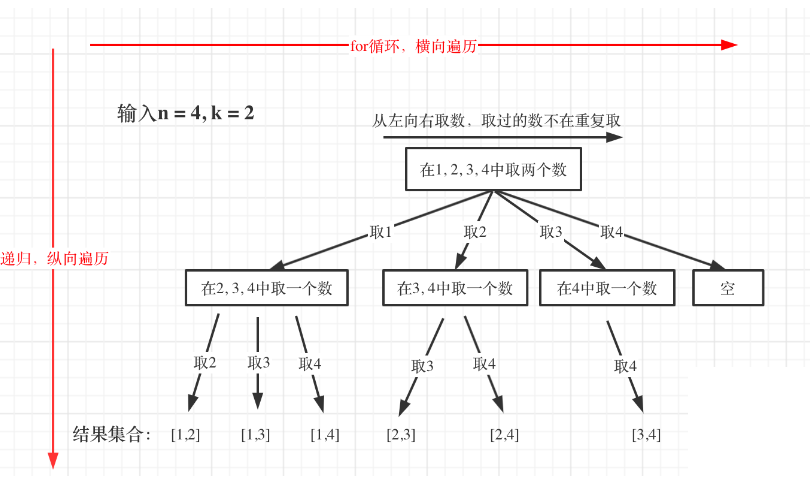 for循环，横向遍历
输入n = 4, k = 2
从左向右取数，取过的数不在重复取
在1, 2, 3, 4中取两个数
取1
取2
取3
取4
递归，纵向遍历
在2, 3, 4中取一个数
在3, 4中取一个数
在4中取一个数
空
取2
取3
取4
取3
取4
取4
结果集合：
[1,2]
[1,3]
[1,4]
[2,3]
[2,4]
[3,4]